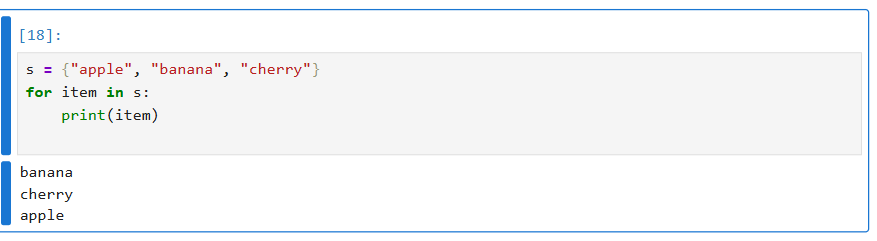 [18]:
s = {"apple", "banana", "cherry"}
for item in s:
    print(item)
banana
cherry
apple